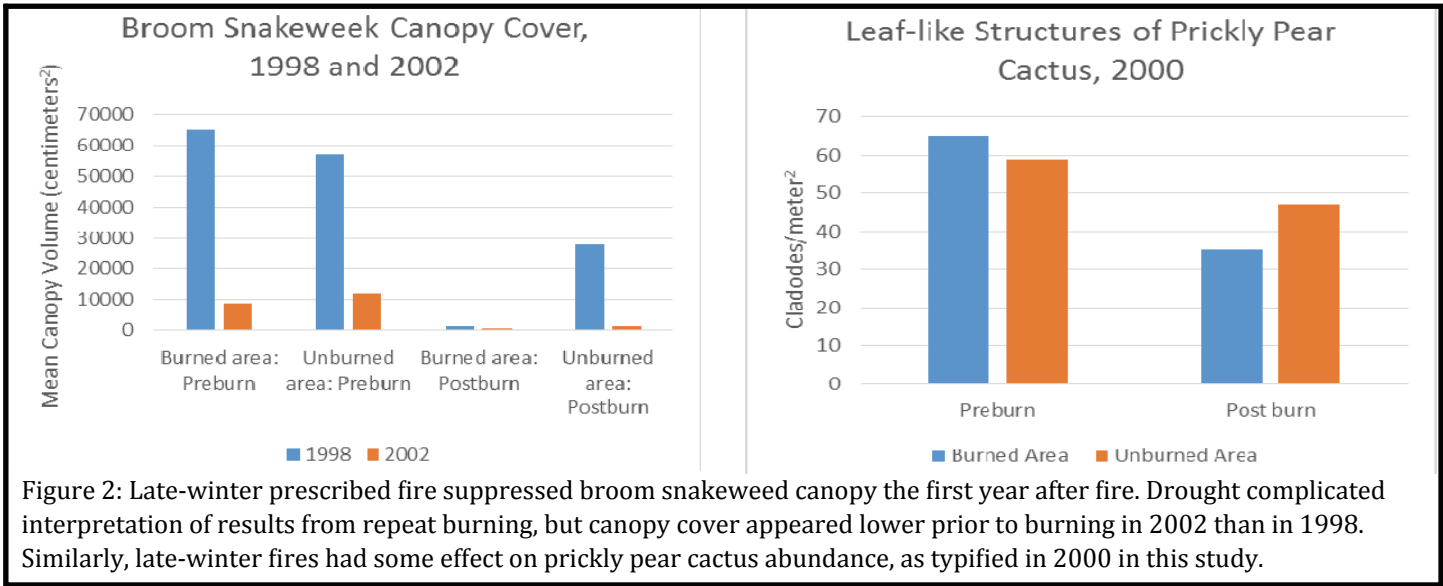 Broom Snakeweek Canopy Cover,
1998 and 2002
Mean Canopy Volume (centimeters²)
70000
60000
50000
40000
30000
20000
10000
0
Burned area:
Preburn
Unburned
area: Preburn
Burned area:
Postburn
Unburned
area:
Postburn
1998
2002
Leaf-like Structures of Prickly Pear
Cactus, 2000
Cladodes/meter²
70
60
50
40
30
20
10
0
Preburn
Post burn
Burned Area
Unburned Area
Figure 2: Late-winter prescribed fire suppressed broom snakeweed canopy the first year after fire. Drought complicated
interpretation of results from repeat burning, but canopy cover appeared lower prior to burning in 2002 than in 1998.
Similarly, late-winter fires had some effect on prickly pear cactus abundance, as typified in 2000 in this study.